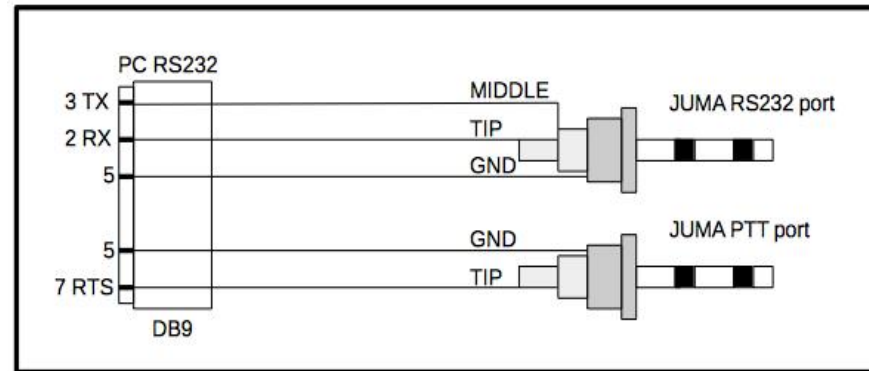 PC RS232
3 TX
2 RX
5
5
7 RTS
DB9
MIDDLE
TIP
GND
JUMA RS232 port
GND
TIP
JUMA PTT port